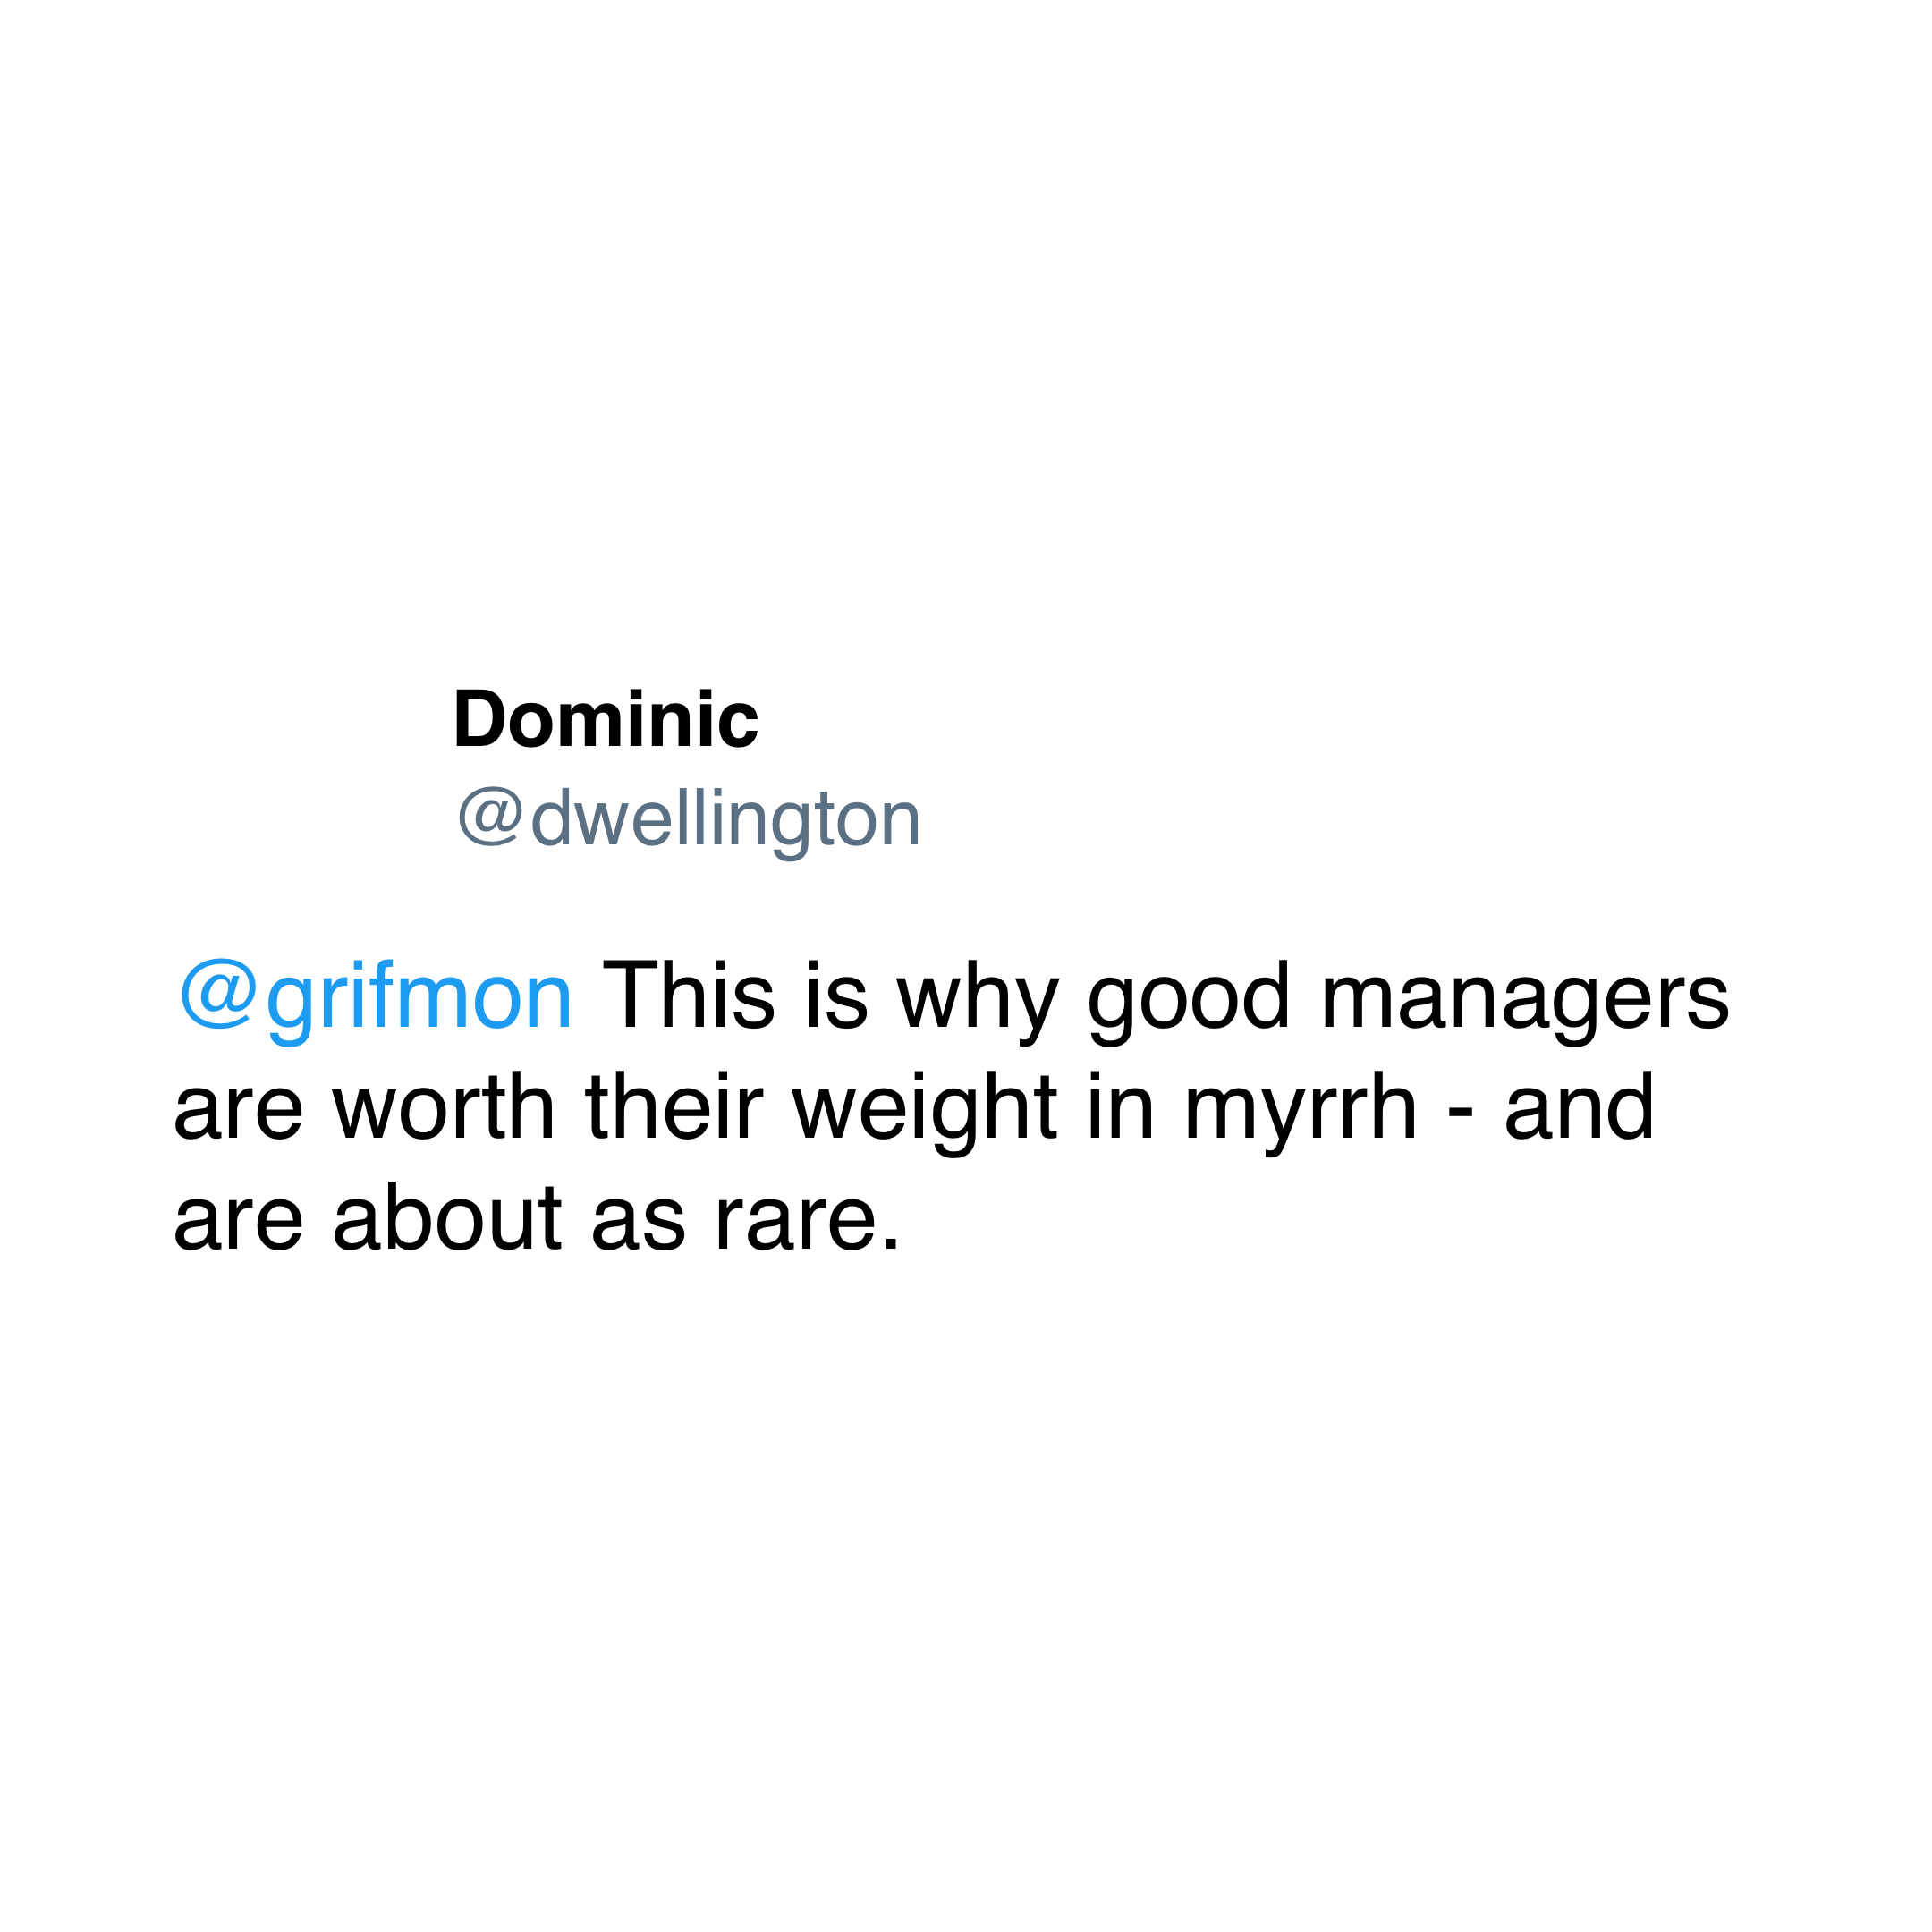 Dominic
@dwellington
@grifmon This is why good managers
are worth their weight in myrrh - and
are about as rare.